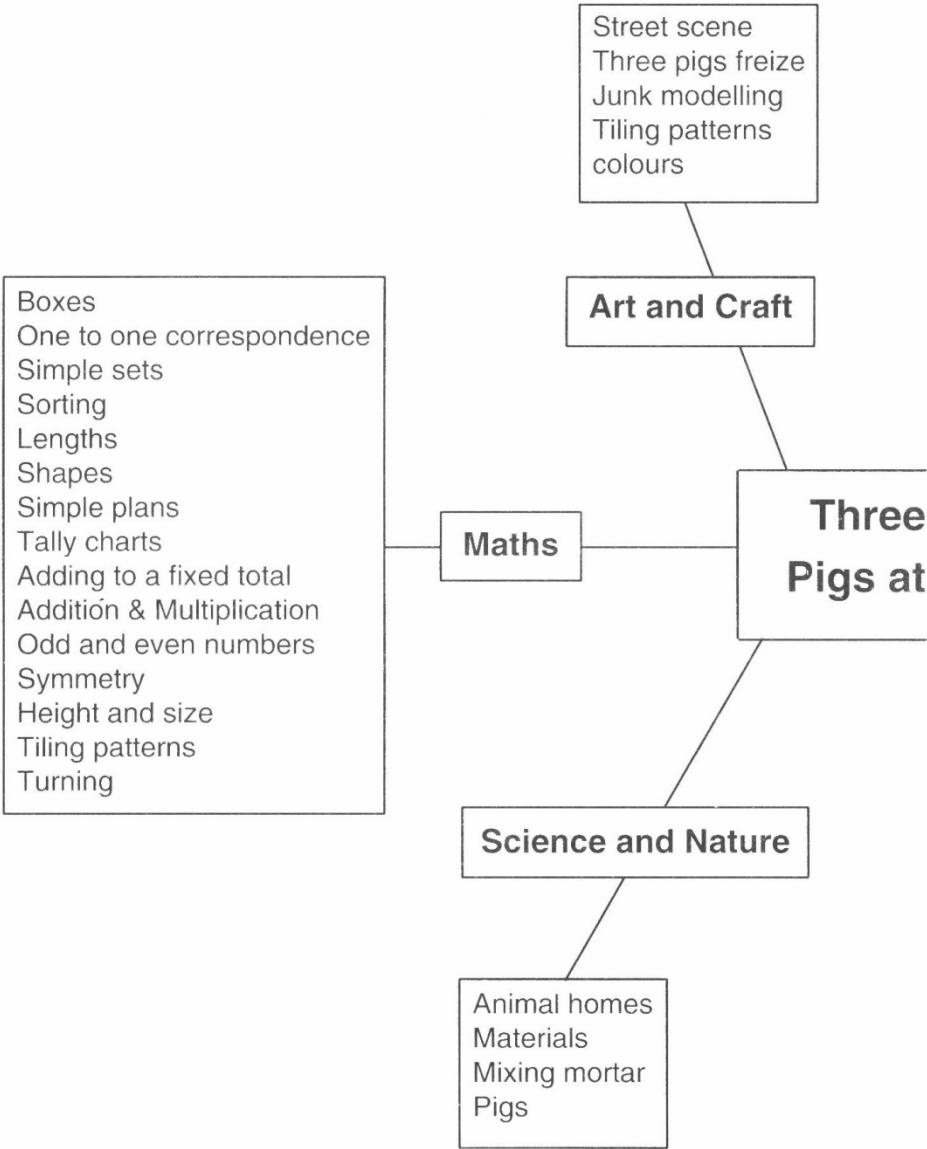 Street scene
Three pigs freize
Junk modelling
Tiling patterns
colours
Art and Craft
Boxes
One to one correspondence
Simple sets
Sorting
Lengths
Shapes
Simple plans
Tally charts
Adding to a fixed total
Addition & Multiplication
Odd and even numbers
Symmetry
Height and size
Tiling patterns
Turning
Maths
Three
Pigs at
Science and Nature
Animal homes
Materials
Mixing mortar
Pigs